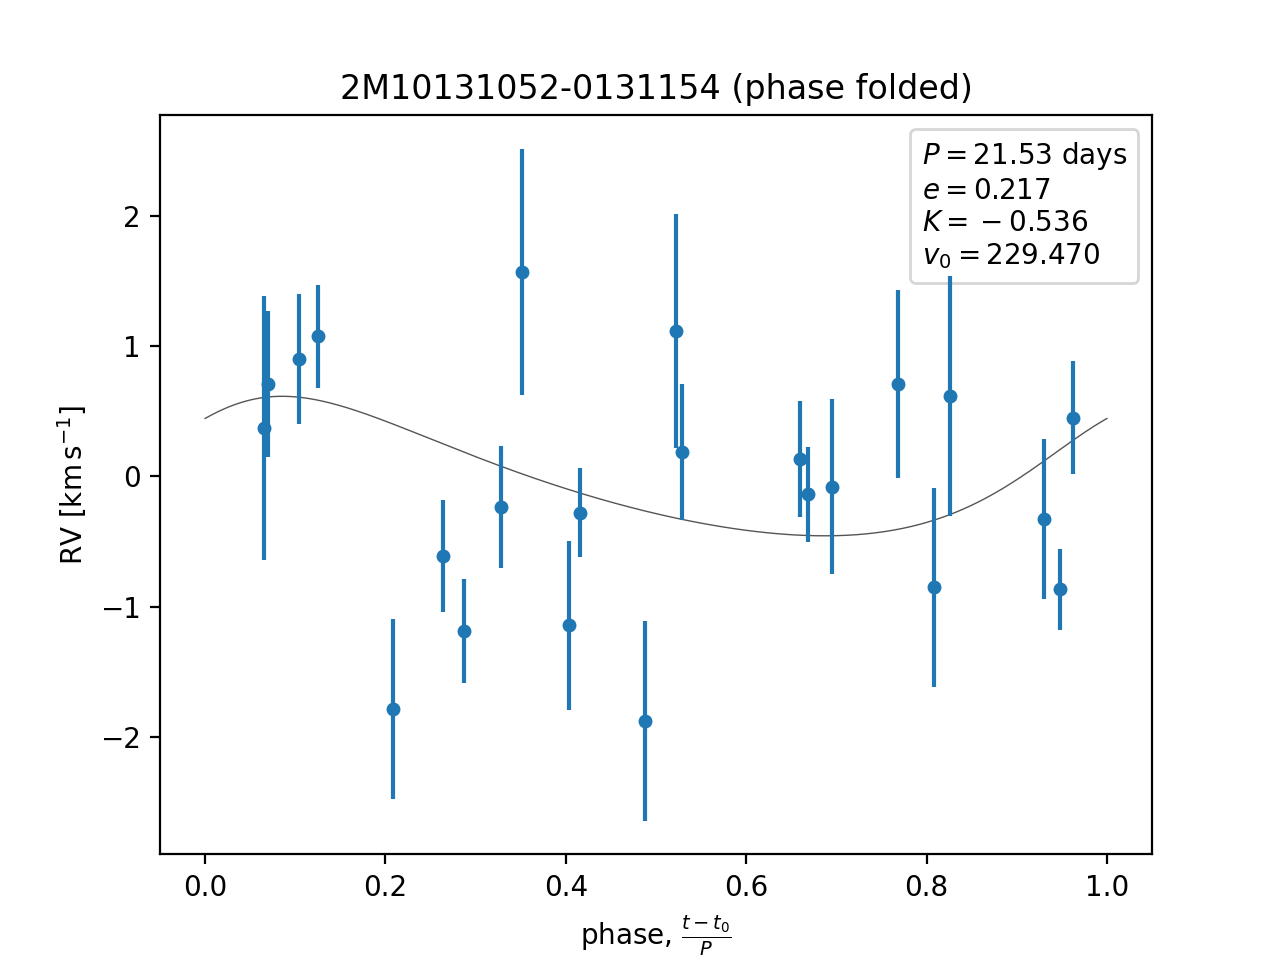 2M10131052-0131154 (phase folded)
P = 21.53 days
e = 0.217
K = −0.536
v₀ = 229.470
2
1
0
−1
−2
RV [km s⁻¹]
0.0 0.2 0.4 0.6 0.8 1.0
phase, (t − t₀)/P